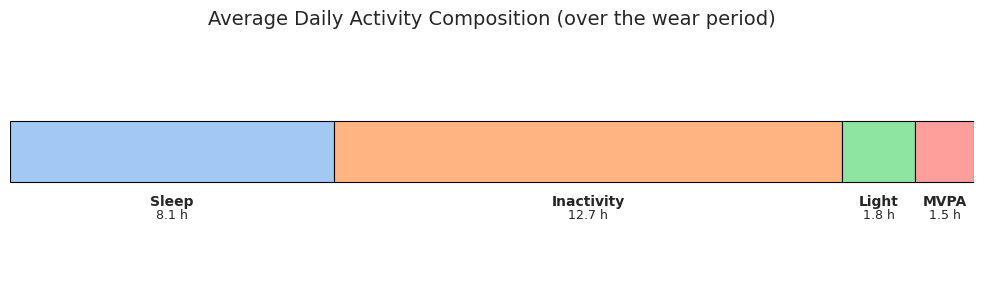 Average Daily Activity Composition (over the wear period)
Sleep
8.1 h
Inactivity
12.7 h
Light
1.8 h
MVPA
1.5 h